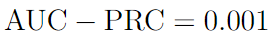 AUC − PRC = 0.001